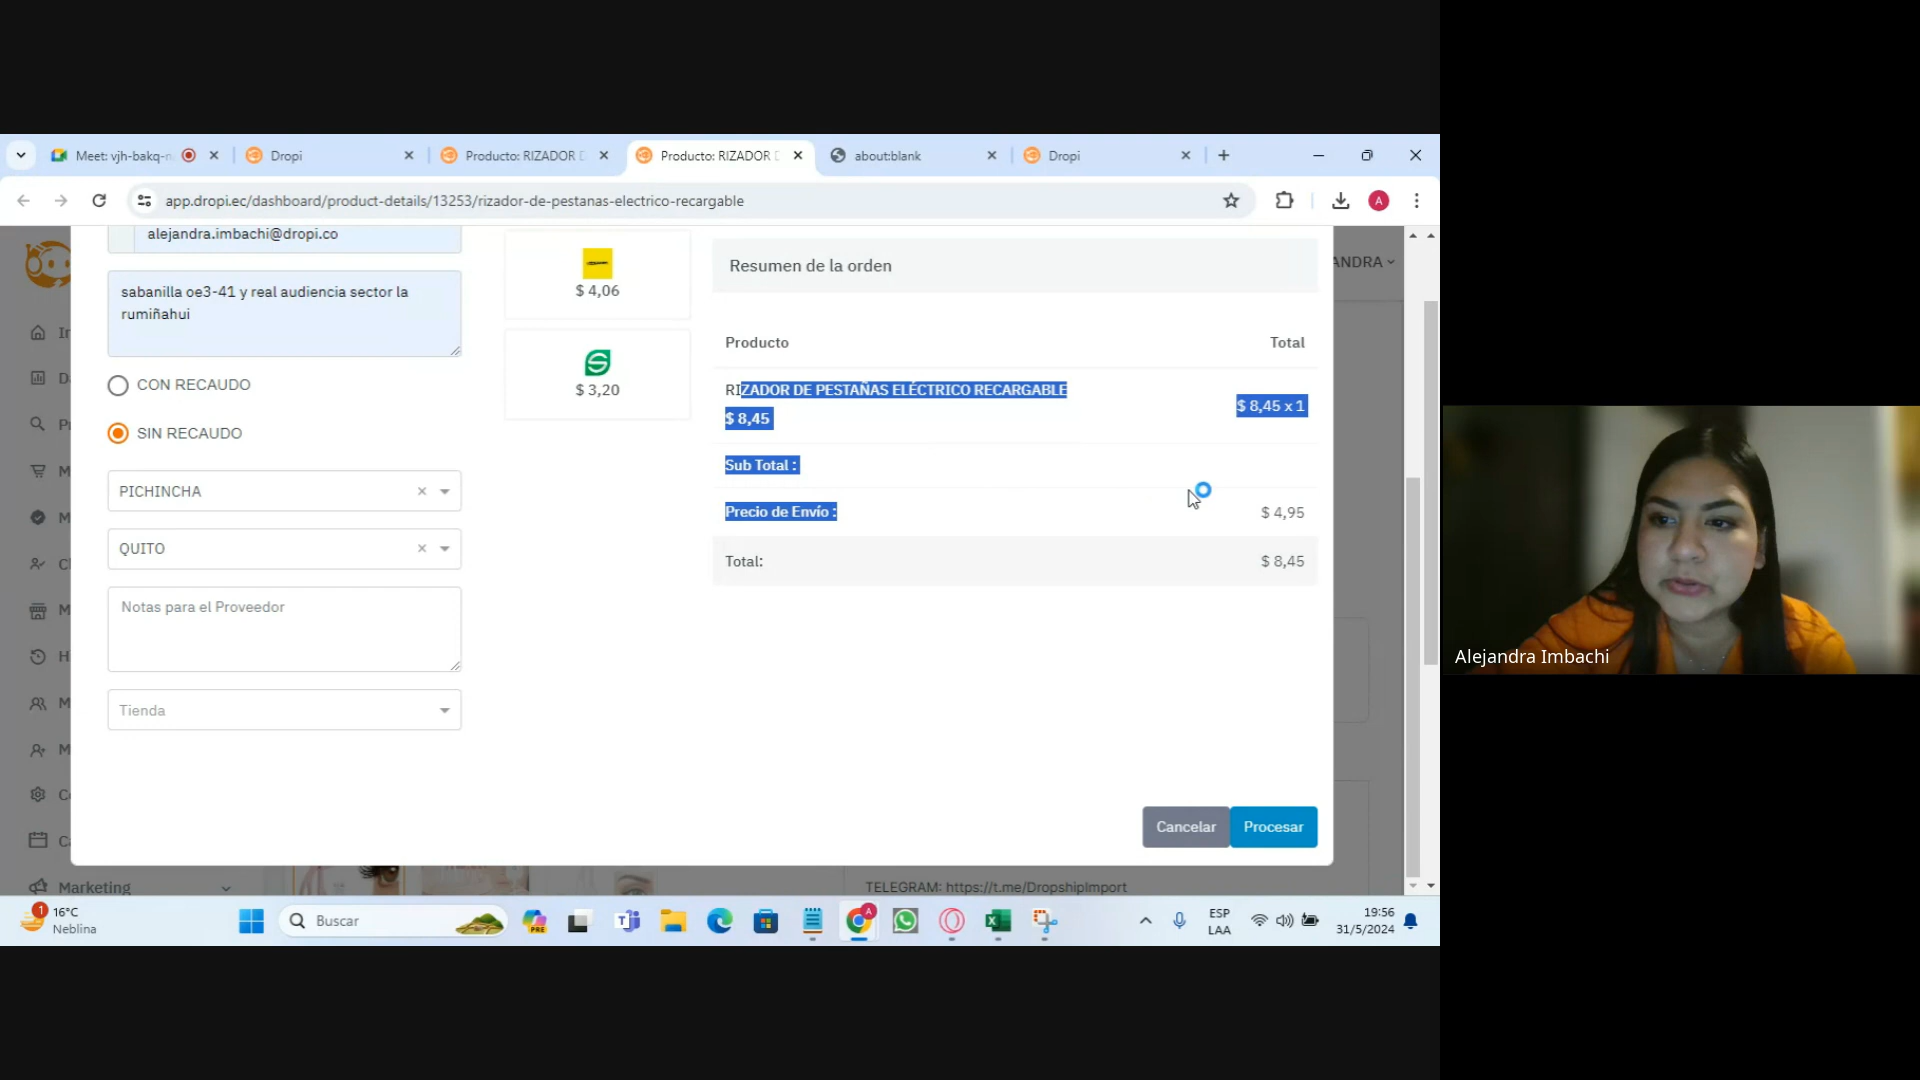 Meet: vjh-bakq-
Dropi
Producto: RIZADOR
Producto: RIZADOR
about:blank
Dropi
app.dropi.ec/dashboard/product-details/13253/rizador-de-pestanas-electrico-recargable
A
alejandra.imbachi@dropi.co
sabanilla oe3-41 y real audiencia sector la
rumiñahui
CON RECAUDO
SIN RECAUDO
PICHINCHA
QUITO
Notas para el Proveedor
Tienda
$ 4,06
$ 3,20
Resumen de la orden
Producto
Total
RIZADOR DE PESTAÑAS ELÉCTRICO RECARGABLE
$ 8,45
$ 8,45 x 1
Sub Total :
Precio de Envío :
$ 4,95
Total:
$ 8,45
Cancelar
Procesar
ANDRA
Marketing
TELEGRAM: https://t.me/DropshipImport
Alejandra Imbachi
1
16°C
Neblina
Buscar
PRE
A
ESP
LAA
19:56
31/5/2024